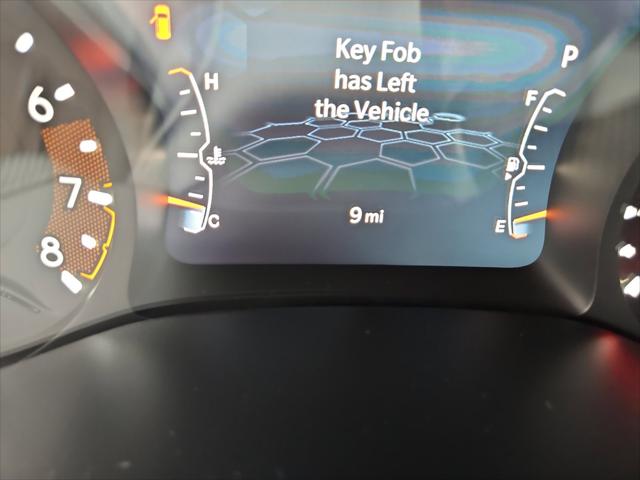 Key Fob
has Left
the Vehicle
P
H
F
6
7
8
C
9 mi
E